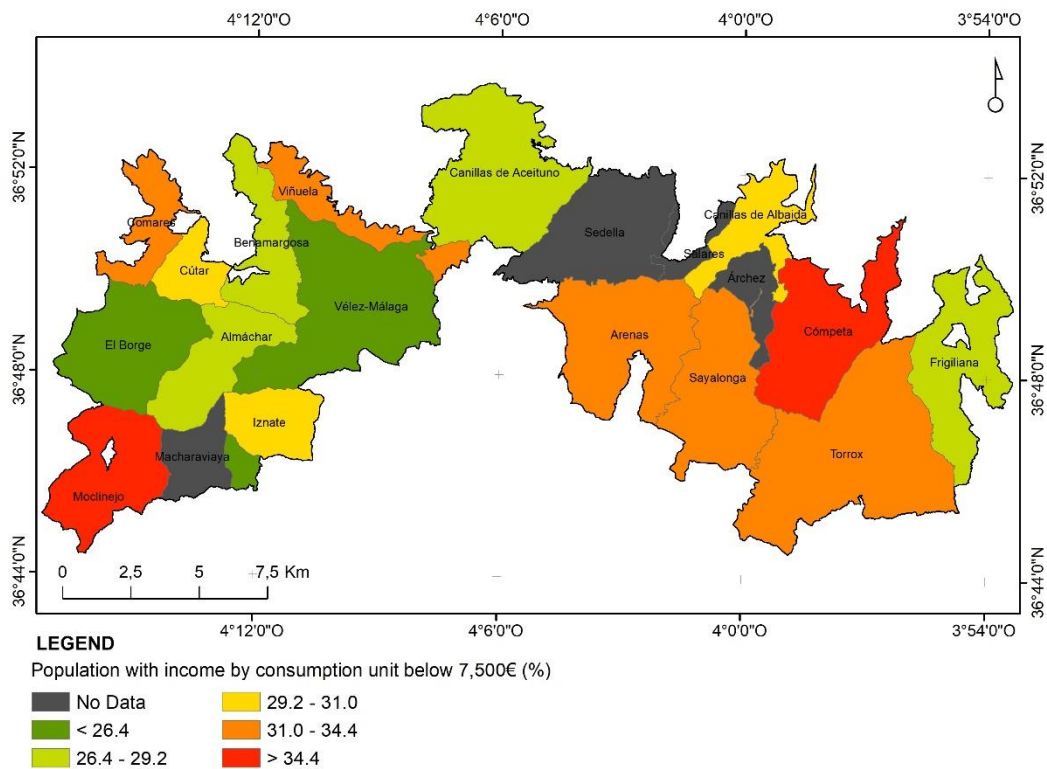 4°12'0"O 4°6'0"O 4°0'0"O 3°54'0"O
36°52'0"N
36°52'0"N
Canillas de Aceituno
Viñuela
Comares
Canillas de Albaida
Benamargosa
Sedella
Salares
Cútar
Árchez
Vélez-Málaga
Cómpeta
Arenas
Almáchar
El Borge
Frigiliana
36°48'0"N
36°48'0"N
Sayalonga
Iznate
Macharaviaya
Torrox
Moclinejo
36°44'0"N
36°44'0"N
0 2,5 5 7,5 Km
4°12'0"O 4°6'0"O 4°0'0"O 3°54'0"O
LEGEND
Population with income by consumption unit below 7,500€ (%)
No Data 29.2 - 31.0
< 26.4 31.0 - 34.4
26.4 - 29.2 > 34.4